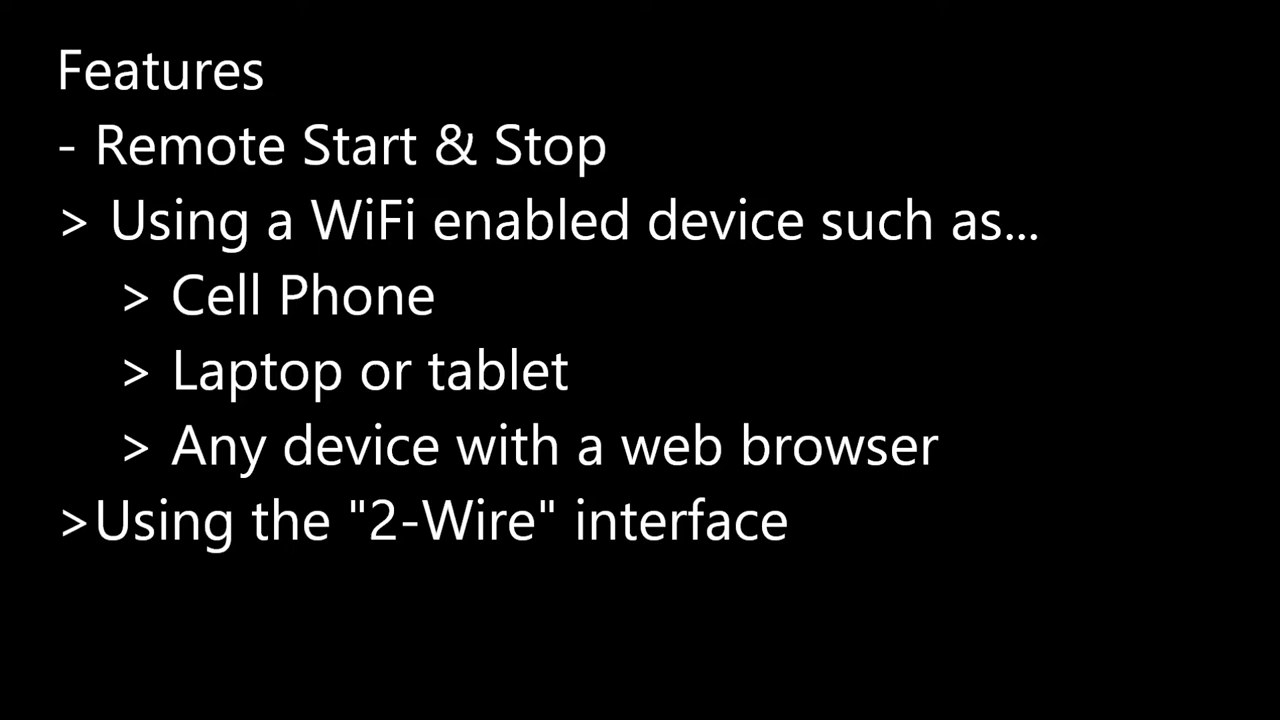 Features
- Remote Start & Stop
> Using a WiFi enabled device such as...
> Cell Phone
> Laptop or tablet
> Any device with a web browser
>Using the "2-Wire" interface